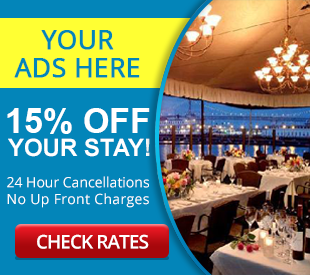 YOUR
ADS HERE
15% OFF
YOUR STAY!
24 Hour Cancellations
No Up Front Charges
CHECK RATES